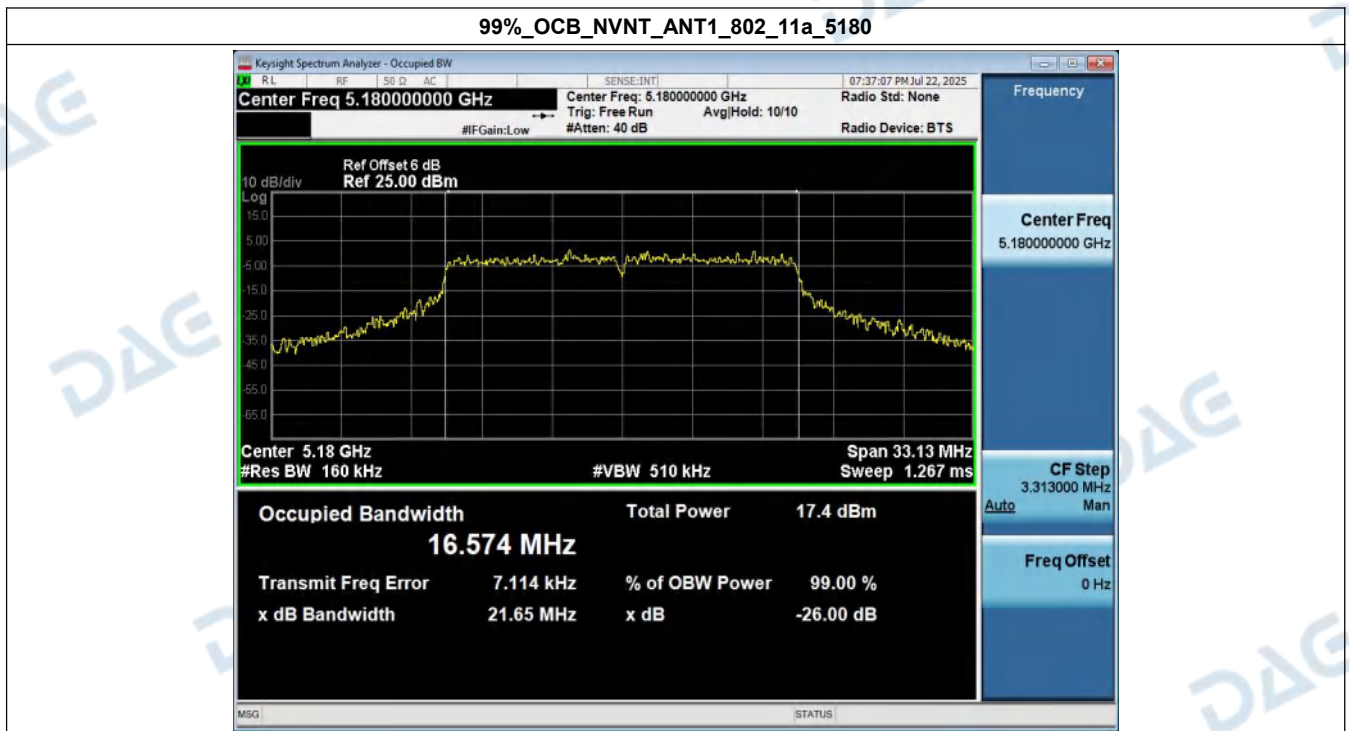 99%_OCB_NVNT_ANT1_802_11a_5180
Keysight Spectrum Analyzer - Occupied BW
LXI RL RF 50 Ω AC SENSE:INT 07:37:07 PM Jul 22, 2025
Center Freq 5.180000000 GHz
Center Freq: 5.180000000 GHz Radio Std: None
Trig: Free Run Avg|Hold: 10/10
#IFGain:Low #Atten: 40 dB Radio Device: BTS
Frequency
Ref Offset 6 dB
10 dB/div Ref 25.00 dBm
Log
15.0
5.00
-5.00
-15.0
-25.0
-35.0
-45.0
-55.0
-65.0
Center 5.18 GHz Span 33.13 MHz
#Res BW 160 kHz #VBW 510 kHz Sweep 1.267 ms
Center Freq
5.180000000 GHz
CF Step
3.313000 MHz
Auto Man
Freq Offset
0 Hz
Occupied Bandwidth Total Power 17.4 dBm
16.574 MHz
Transmit Freq Error 7.114 kHz % of OBW Power 99.00 %
x dB Bandwidth 21.65 MHz x dB -26.00 dB
MSG STATUS
DAG
DAG
DAG